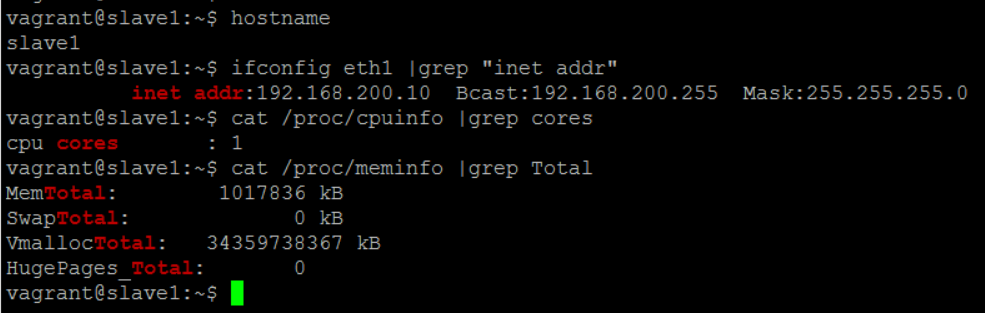 vagrant@slave1:~$ hostname
slave1
vagrant@slave1:~$ ifconfig eth1 |grep "inet addr"
          inet addr:192.168.200.10  Bcast:192.168.200.255  Mask:255.255.255.0
vagrant@slave1:~$ cat /proc/cpuinfo |grep cores
cpu cores       : 1
vagrant@slave1:~$ cat /proc/meminfo |grep Total
MemTotal:        1017836 kB
SwapTotal:             0 kB
VmallocTotal:   34359738367 kB
HugePages_Total:       0
vagrant@slave1:~$